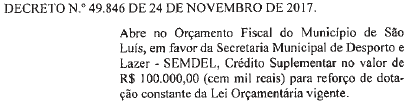 DECRETO N.º 49.846 DE 24 DE NOVEMBRO DE 2017.
Abre no Orçamento Fiscal do Município de São
Luís, em favor da Secretaria Municipal de Desporto e
Lazer - SEMDEL, Crédito Suplementar no valor de
R$ 100.000,00 (cem mil reais) para reforço de dota-
ção constante da Lei Orçamentária vigente.